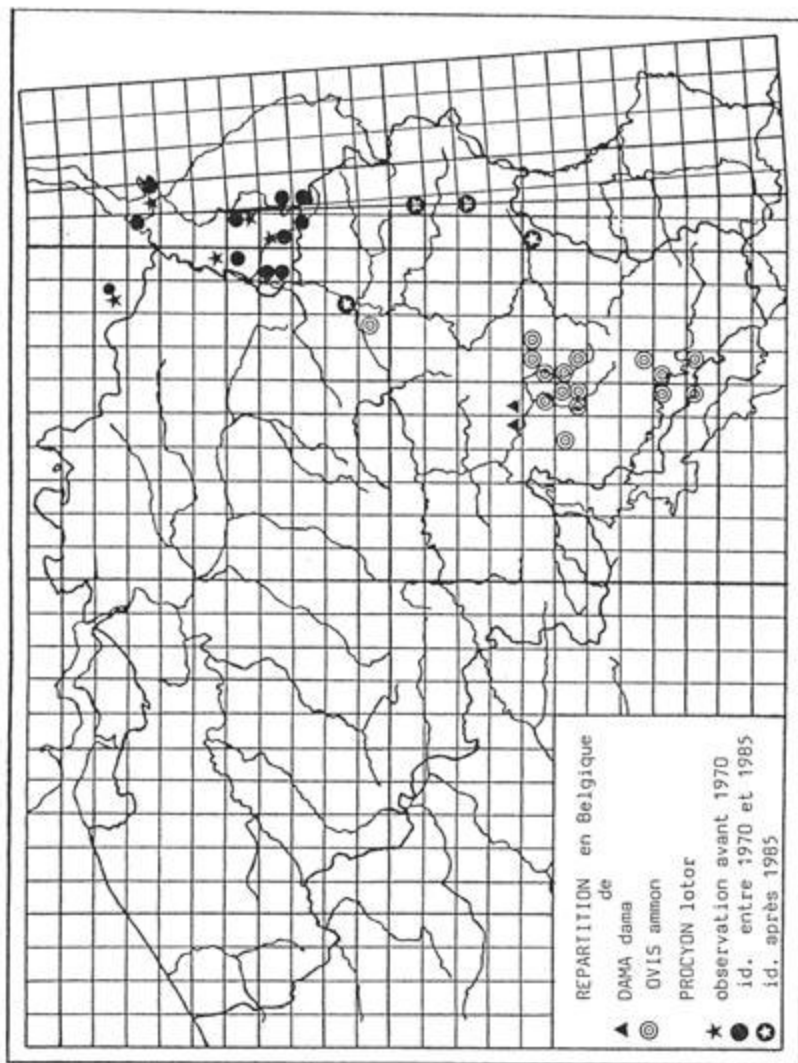 REPARTITION en Belgique
de
DAMA dama
OVIS ammon
PROCYON lotor
observation avant 1970
id. entre 1970 et 1985
id. après 1985